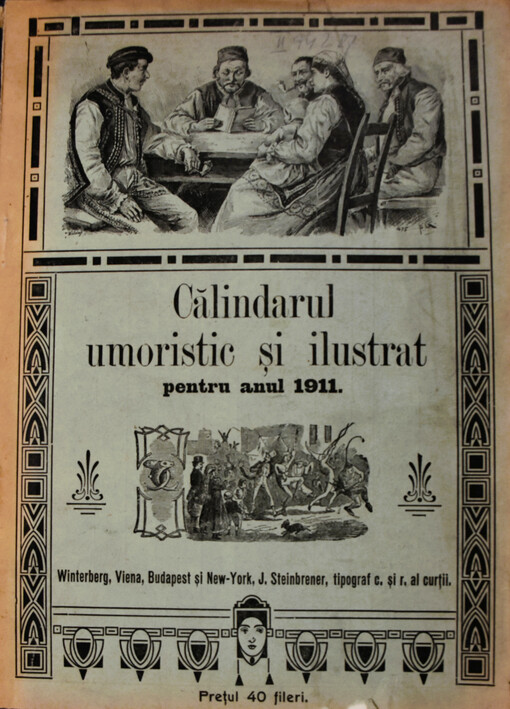 Călindarul
umoristic și ilustrat
pentru anul 1911.
Winterberg, Viena, Budapest și New-York, J. Steinbrener, tipograf c. și r. al curții.
Prețul 40 fileri.